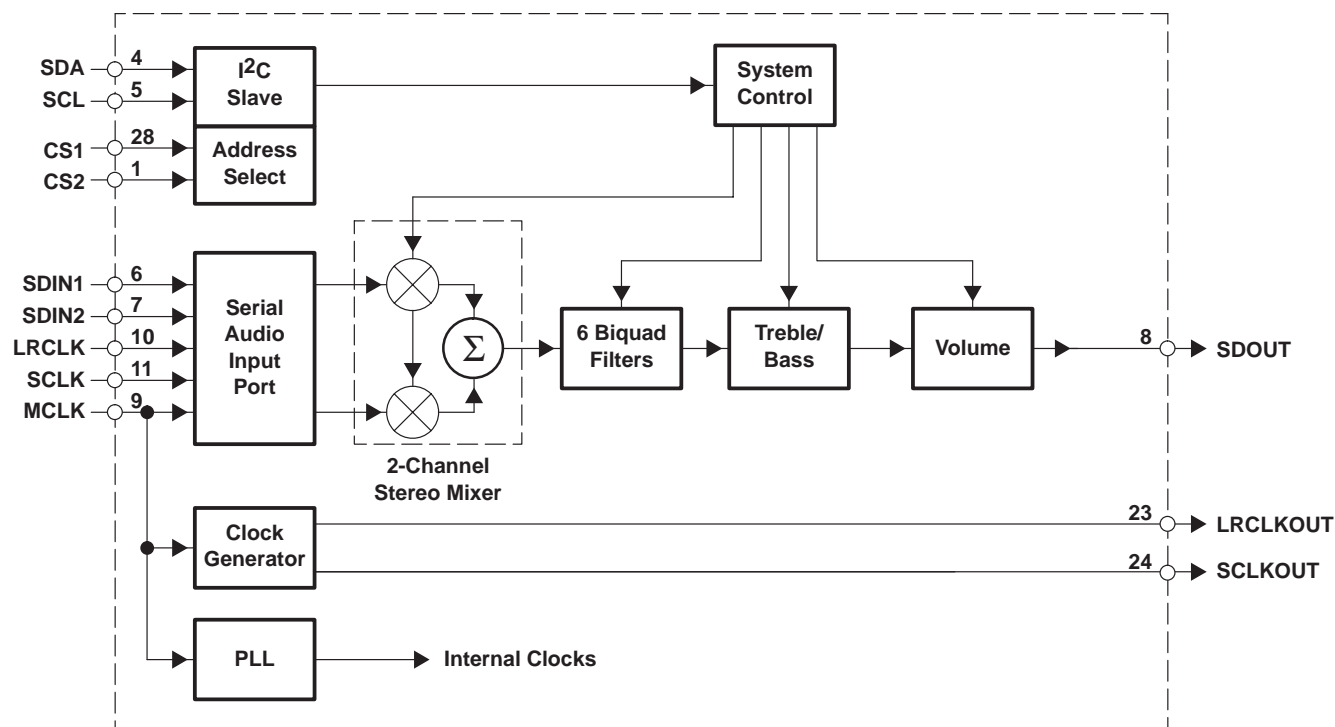 SDA
4
SCL
5
CS1
28
CS2
1
I²C
Slave
Address
Select
System
Control
SDIN1
6
SDIN2
7
LRCLK
10
SCLK
11
MCLK
9
Serial
Audio
Input
Port
Σ
2-Channel
Stereo Mixer
6 Biquad
Filters
Treble/
Bass
Volume
8
SDOUT
Clock
Generator
23
LRCLKOUT
24
SCLKOUT
PLL
Internal Clocks